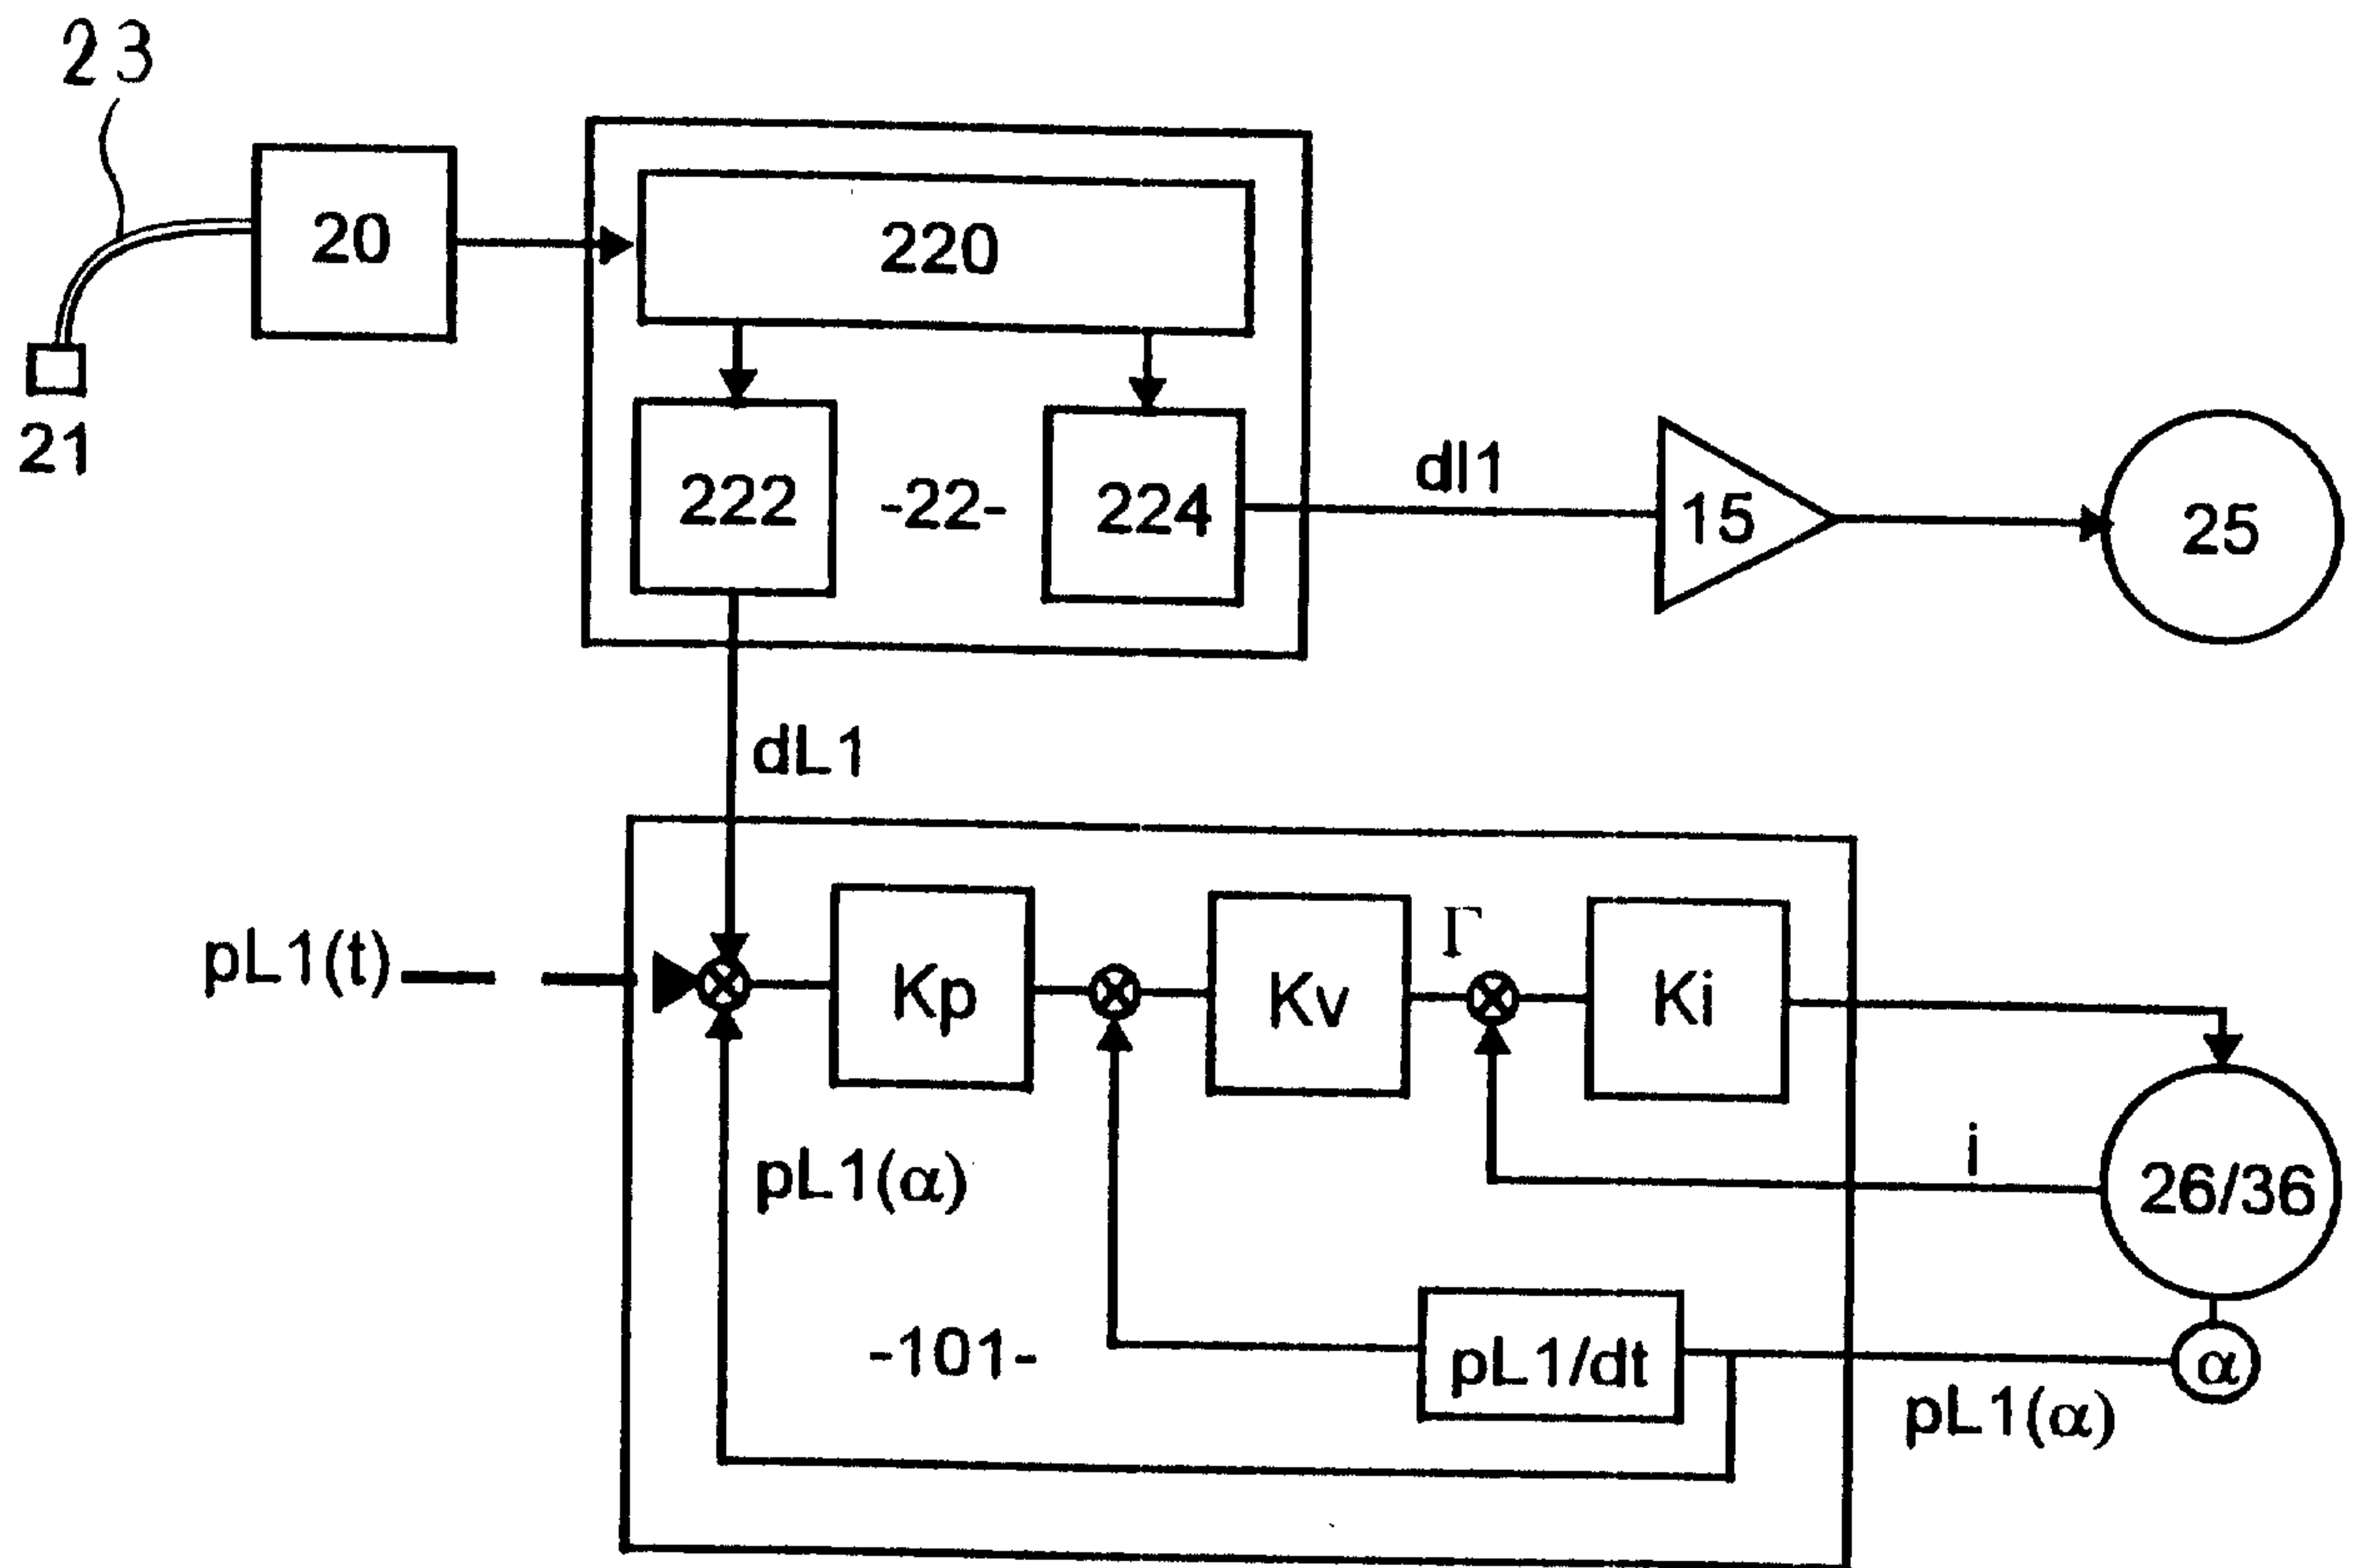 23
20
220
21
222
-22-
224
dl1
15
25
dL1
pL1(t)
Kp
Kv
Γ
Ki
pL1(α)
i
26/36
-101-
pL1/dt
α
pL1(α)